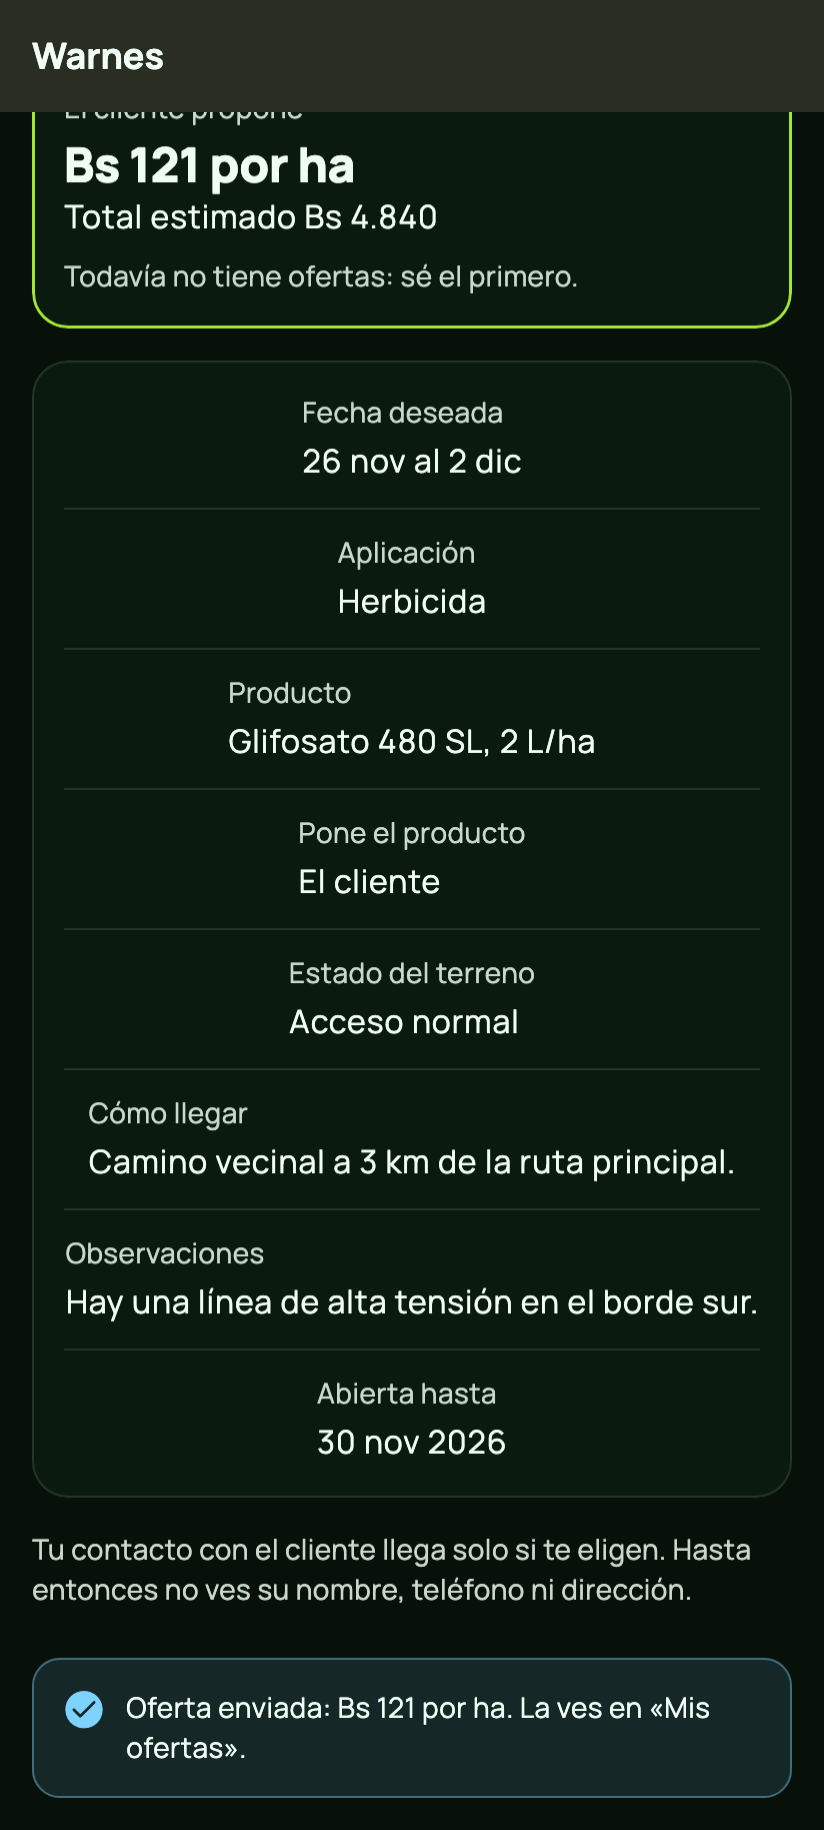 Warnes
El cliente propone
Bs 121 por ha
Total estimado Bs 4.840
Todavía no tiene ofertas: sé el primero.
Fecha deseada
26 nov al 2 dic
Aplicación
Herbicida
Producto
Glifosato 480 SL, 2 L/ha
Pone el producto
El cliente
Estado del terreno
Acceso normal
Cómo llegar
Camino vecinal a 3 km de la ruta principal.
Observaciones
Hay una línea de alta tensión en el borde sur.
Abierta hasta
30 nov 2026
Tu contacto con el cliente llega solo si te eligen. Hasta
entonces no ves su nombre, teléfono ni dirección.
Oferta enviada: Bs 121 por ha. La ves en «Mis
ofertas».